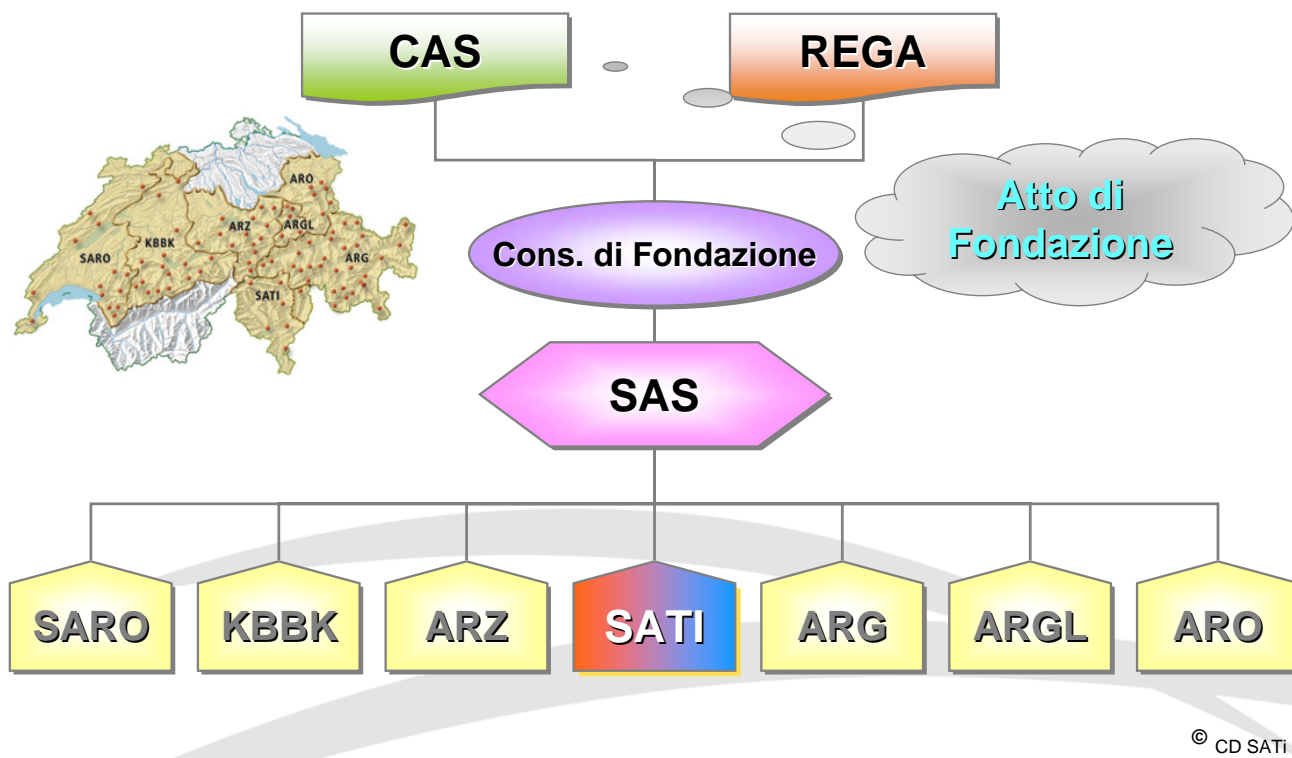 CAS
REGA
Atto di
Fondazione
ARO
ARZ
ARGL
KBBK
SARO
ARG
SATI
Cons. di Fondazione
SAS
SARO
KBBK
ARZ
SATI
ARG
ARGL
ARO
© CD SATi